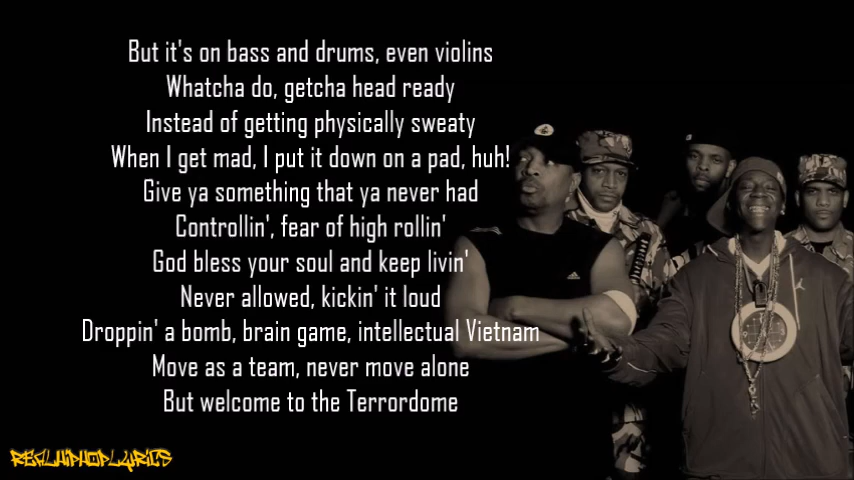 But it's on bass and drums, even violins
Whatcha do, getcha head ready
Instead of getting physically sweaty
When I get mad, I put it down on a pad, huh!
Give ya something that ya never had
Controllin', fear of high rollin'
God bless your soul and keep livin'
Never allowed, kickin' it loud
Droppin' a bomb, brain game, intellectual Vietnam
Move as a team, never move alone
But welcome to the Terrordome
REALHIPHOPLYRICS